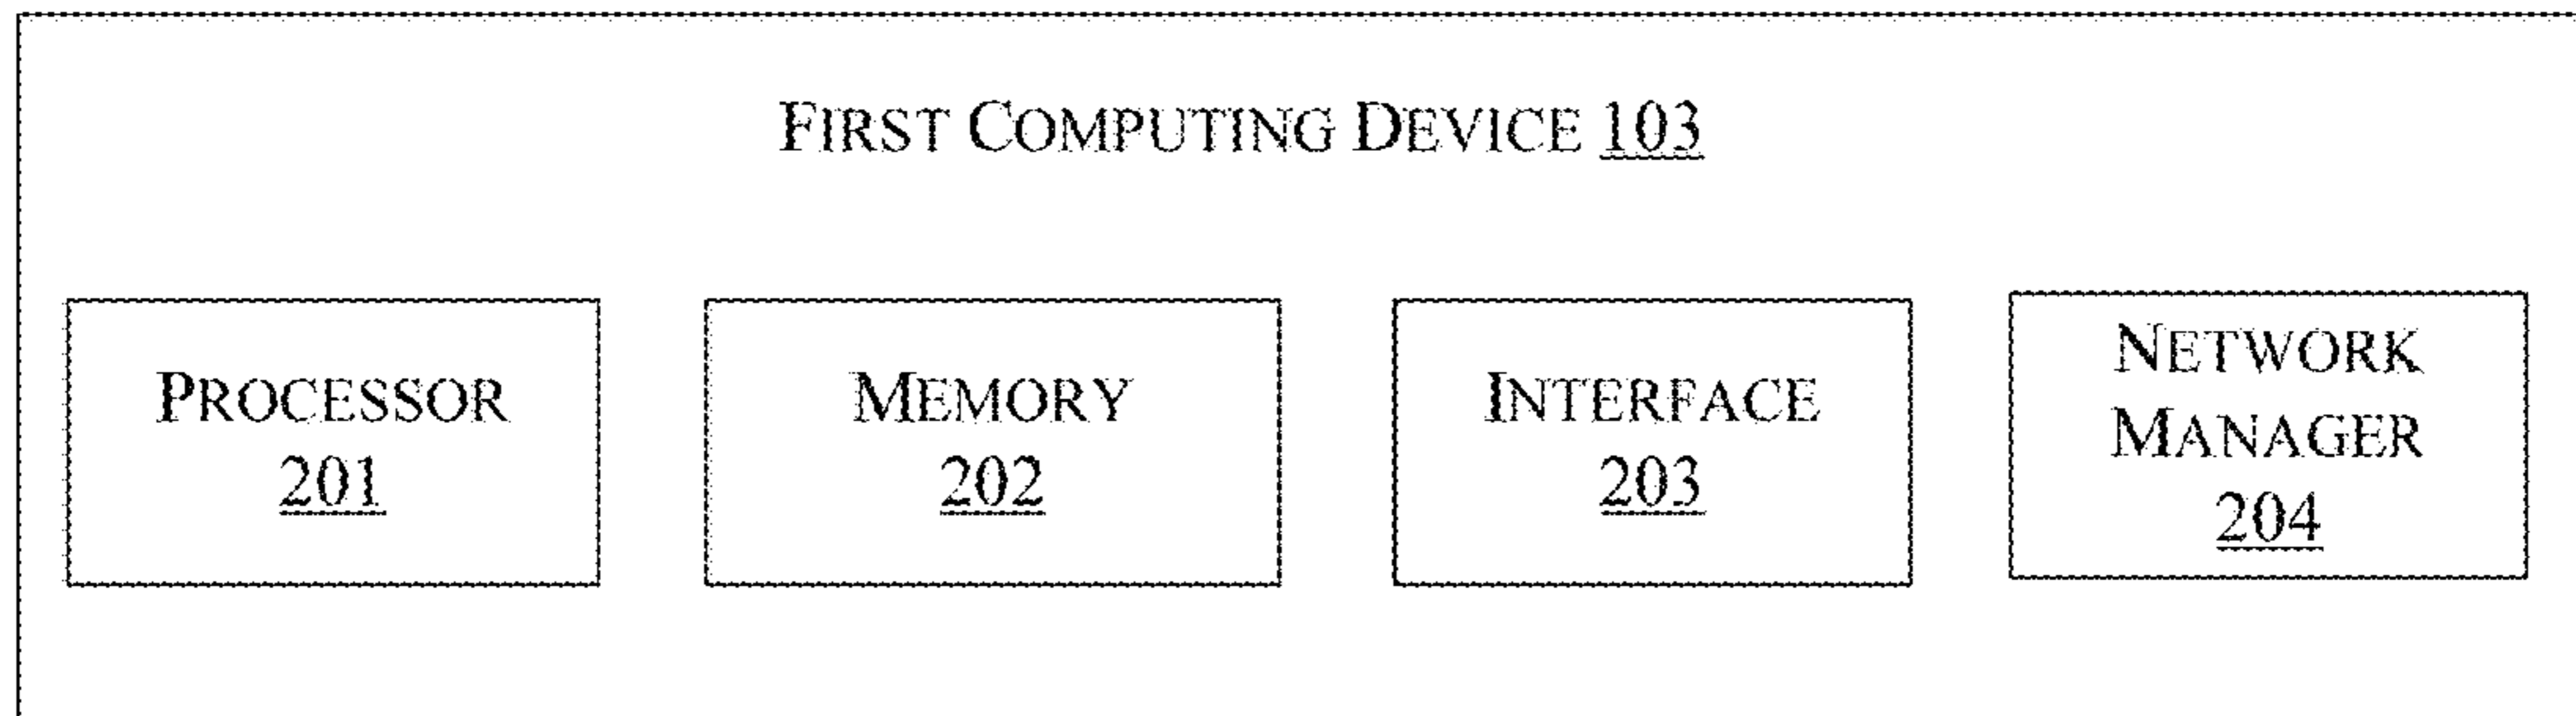 FIRST COMPUTING DEVICE 103
PROCESSOR
201
MEMORY
202
INTERFACE
203
NETWORK
MANAGER
204